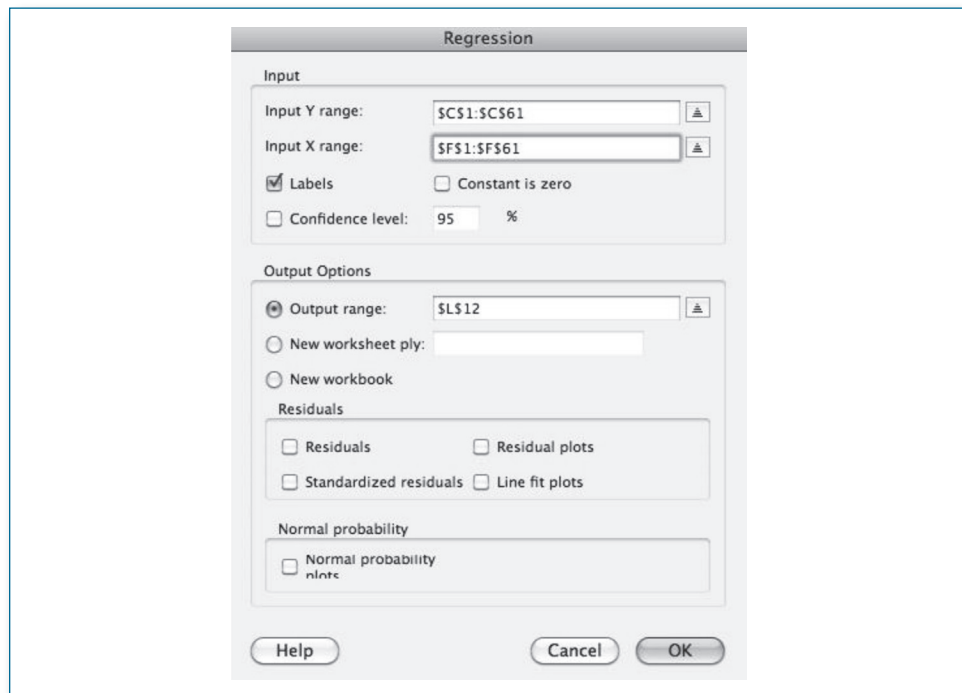 Regression
Input
Input Y range: $C$1:$C$61
Input X range: $F$1:$F$61
Labels Constant is zero
Confidence level: 95 %
Output Options
Output range: $L$12
New worksheet ply:
New workbook
Residuals
Residuals Residual plots
Standardized residuals Line fit plots
Normal probability
Normal probability
plots
Help Cancel OK